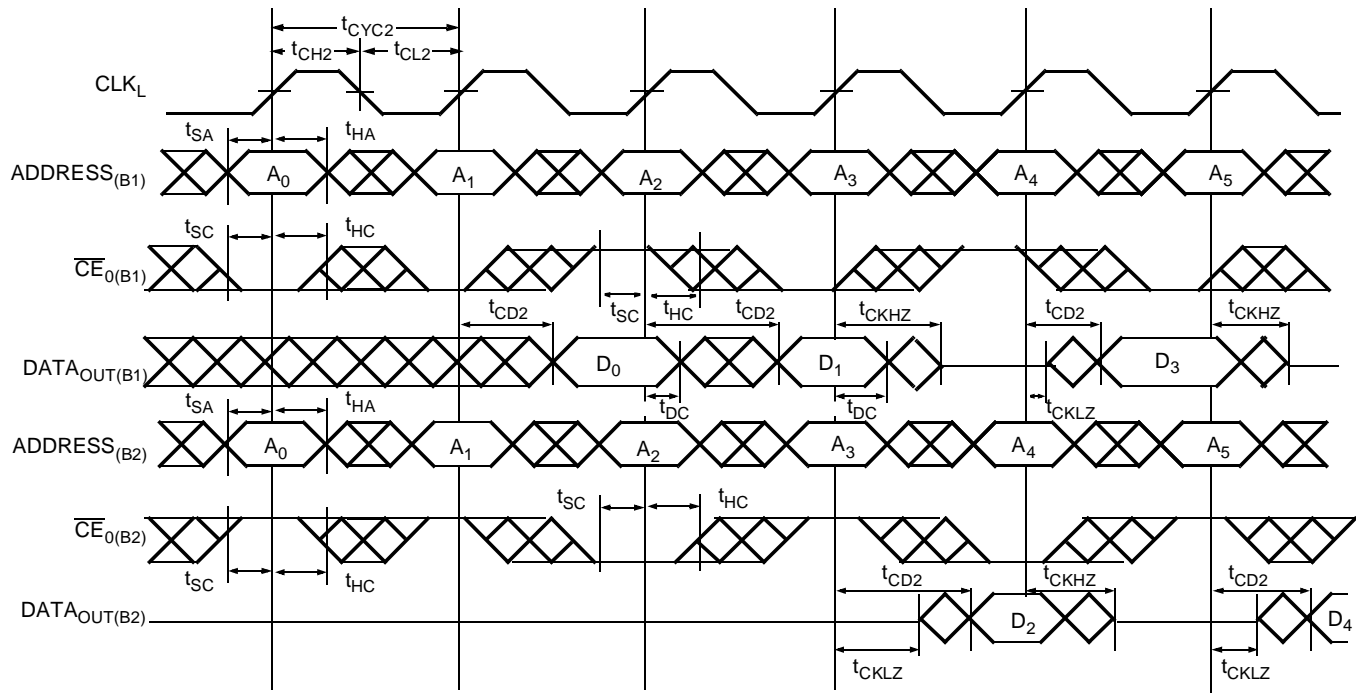 tCYC2
tCH2 tCL2
CLKL
tSA tHA
ADDRESS(B1) A0 A1 A2 A3 A4 A5
tSC tHC
CE0(B1)
tSC tHC
tCD2 tCD2 tCKHZ tCD2 tCKHZ
DATAOUT(B1) D0 D1 D3
tSA tHA tDC tDC tCKLZ
ADDRESS(B2) A0 A1 A2 A3 A4 A5
tSC tHC
CE0(B2)
tSC tHC tCD2 tCKHZ tCD2
DATAOUT(B2) D2 D4
tCKLZ tCKLZ